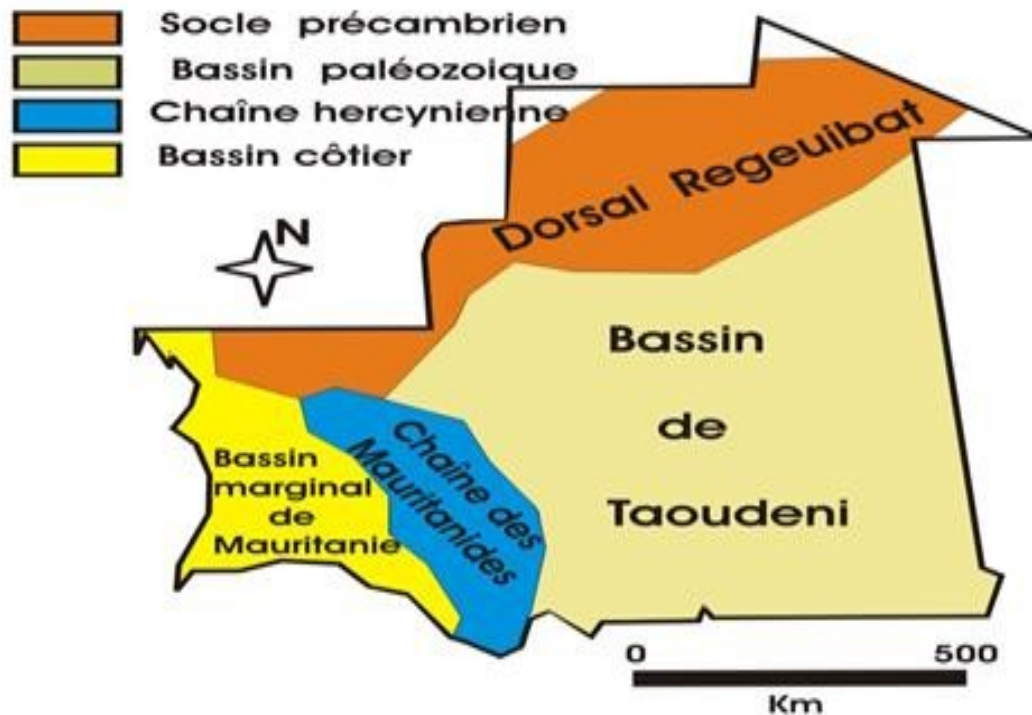 Socle précambrien
Bassin paléozoique
Chaîne hercynienne
Bassin côtier
N
Dorsal Regeuibat
Bassin
de
Taoudeni
Chaîne des
Mauritanides
Bassin
marginal
de
Mauritanie
0 500
Km